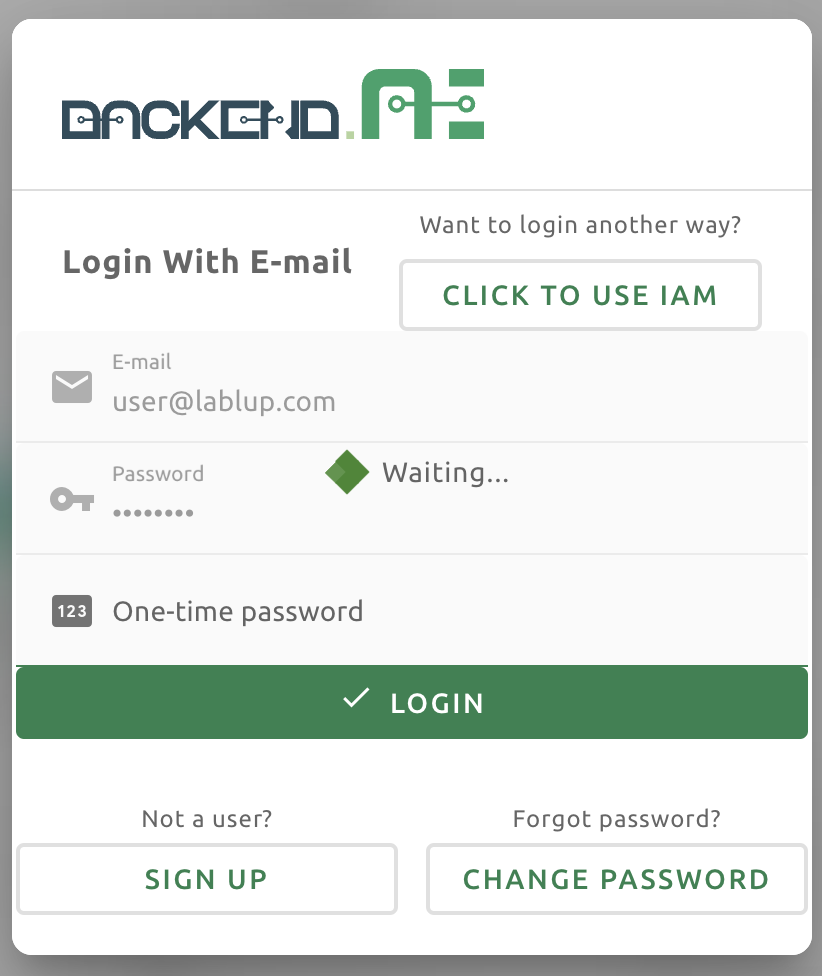 BACKEND.AI
Want to login another way?
Login With E-mail
CLICK TO USE IAM
E-mail
user@lablup.com
Password
••••••••
Waiting...
123
One-time password
LOGIN
Not a user?
Forgot password?
SIGN UP
CHANGE PASSWORD